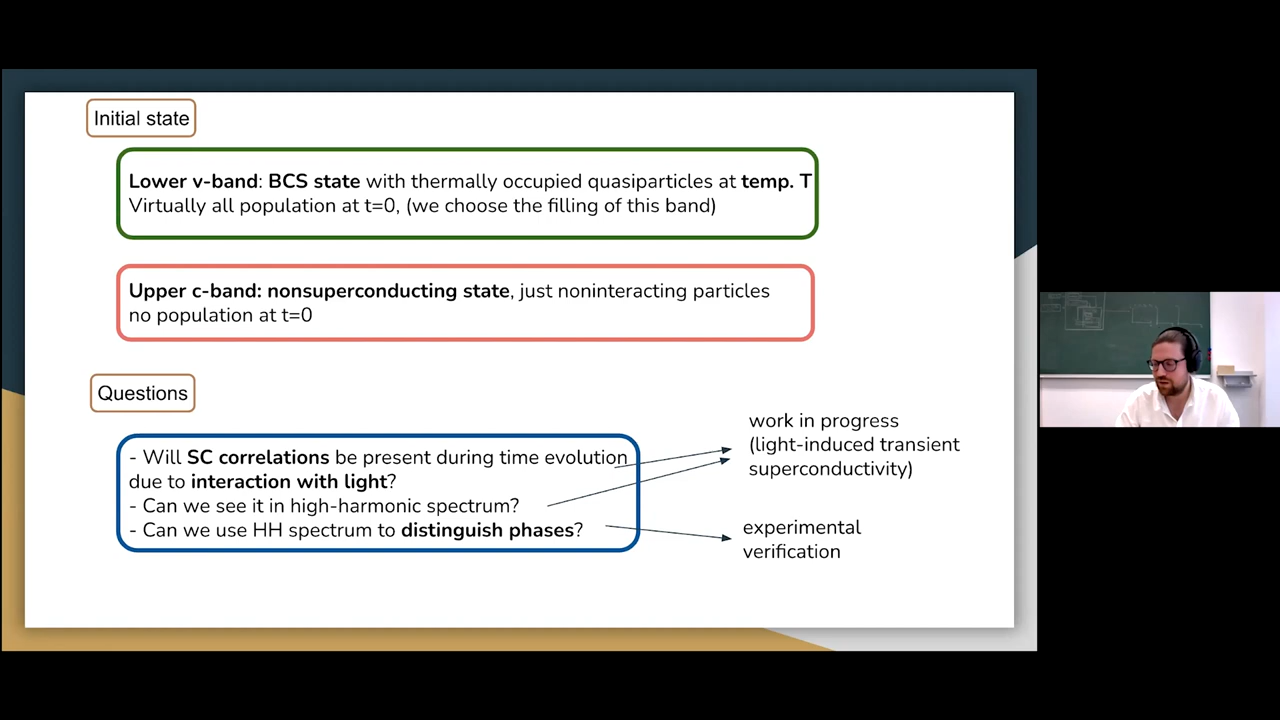 Initial state
Lower v-band: BCS state with thermally occupied quasiparticles at temp. T
Virtually all population at t=0, (we choose the filling of this band)
Upper c-band: nonsuperconducting state, just noninteracting particles
no population at t=0
Questions
- Will SC correlations be present during time evolution
due to interaction with light?
- Can we see it in high-harmonic spectrum?
- Can we use HH spectrum to distinguish phases?
work in progress
(light-induced transient
superconductivity)
experimental
verification